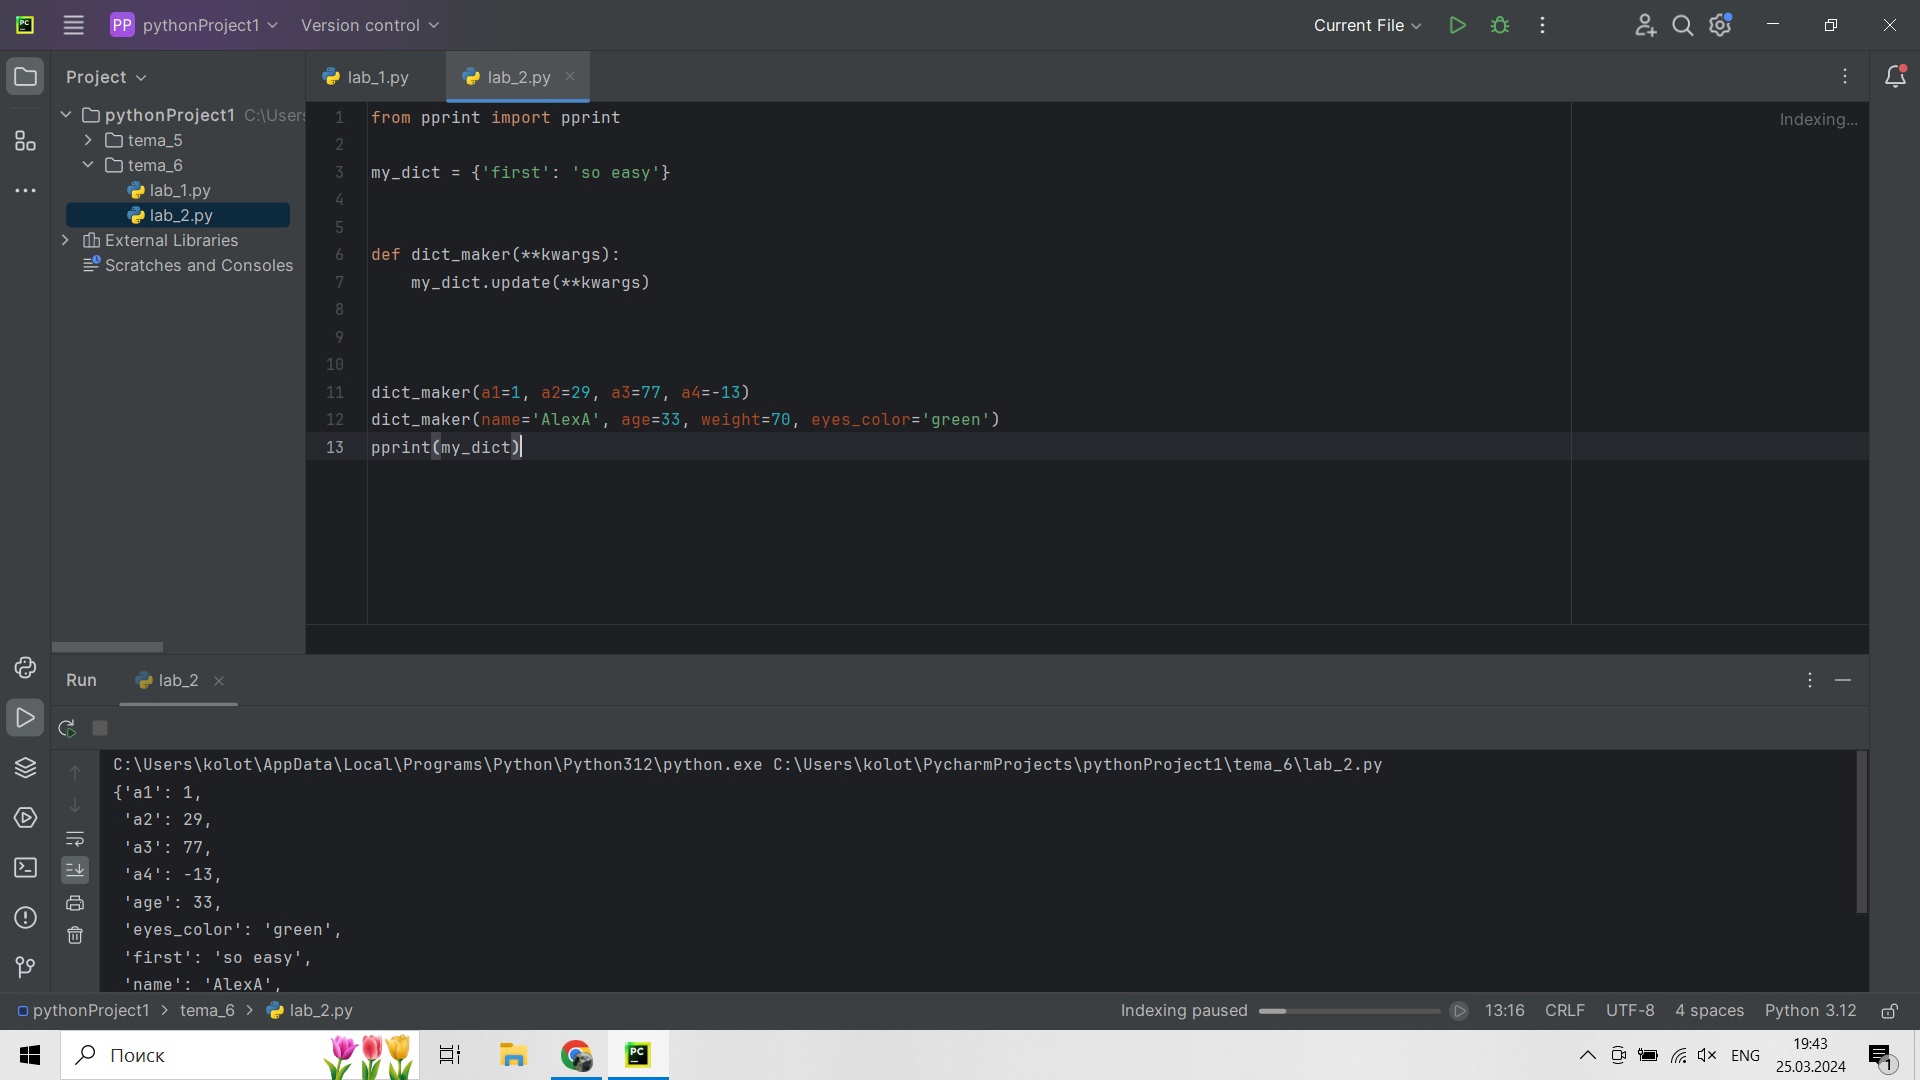 PC
PP pythonProject1 Version control Current File
Project lab_1.py lab_2.py
pythonProject1 C:\Users
tema_5
tema_6
lab_1.py
lab_2.py
External Libraries
Scratches and Consoles
Indexing...
1 from pprint import pprint
2
3 my_dict = {'first': 'so easy'}
4
5
6 def dict_maker(**kwargs):
7     my_dict.update(**kwargs)
8
9
10
11 dict_maker(a1=1, a2=29, a3=77, a4=-13)
12 dict_maker(name='AlexA', age=33, weight=70, eyes_color='green')
13 pprint(my_dict)
Run lab_2
C:\Users\kolot\AppData\Local\Programs\Python\Python312\python.exe C:\Users\kolot\PycharmProjects\pythonProject1\tema_6\lab_2.py
{'a1': 1,
 'a2': 29,
 'a3': 77,
 'a4': -13,
 'age': 33,
 'eyes_color': 'green',
 'first': 'so easy',
 'name': 'AlexA',
pythonProject1 > tema_6 > lab_2.py Indexing paused 13:16 CRLF UTF-8 4 spaces Python 3.12
Поиск PC ENG 19:43
25.03.2024 1